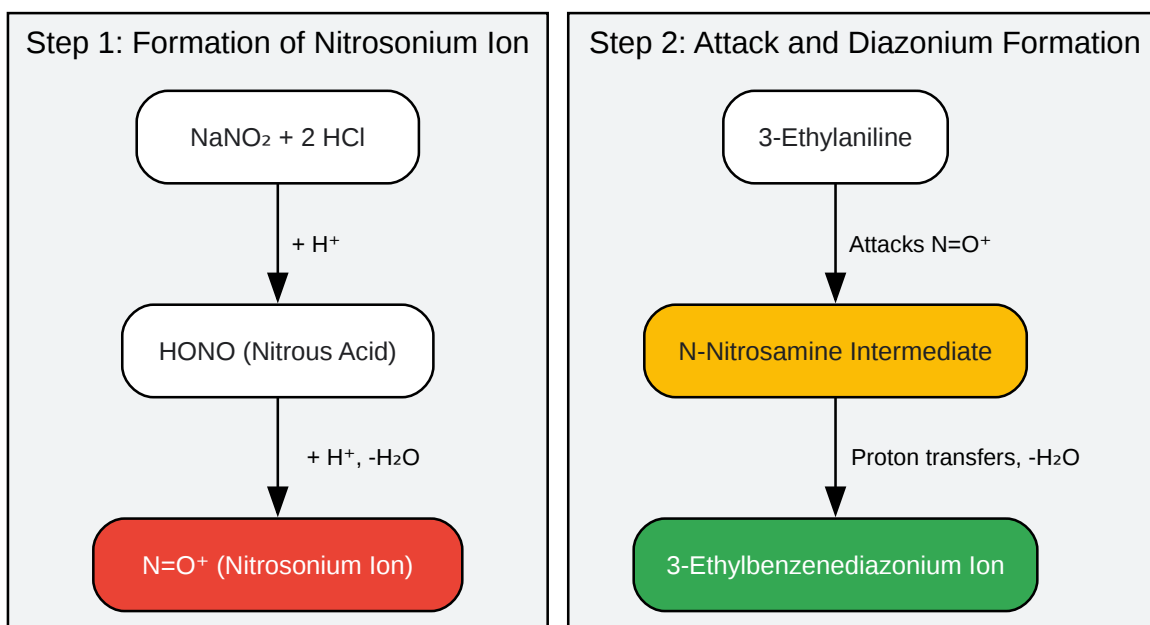 Step 1: Formation of Nitrosonium Ion
NaNO₂ + 2 HCl
+ H⁺
HONO (Nitrous Acid)
+ H⁺, -H₂O
N=O⁺ (Nitrosonium Ion)
Step 2: Attack and Diazonium Formation
3-Ethylaniline
Attacks N=O⁺
N-Nitrosamine Intermediate
Proton transfers, -H₂O
3-Ethylbenzenediazonium Ion